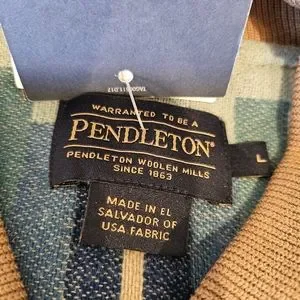 WARRANTED TO BE A
PENDLETON®
PENDLETON WOOLEN MILLS
SINCE 1863
L
MADE IN EL
SALVADOR OF
USA FABRIC